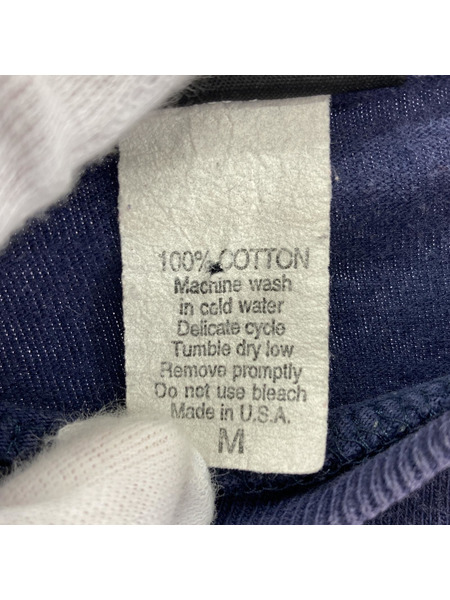 100% COTTON
Machine wash
in cold water
Delicate cycle
Tumble dry low
Remove promptly
Do not use bleach
Made in U.S.A.
M